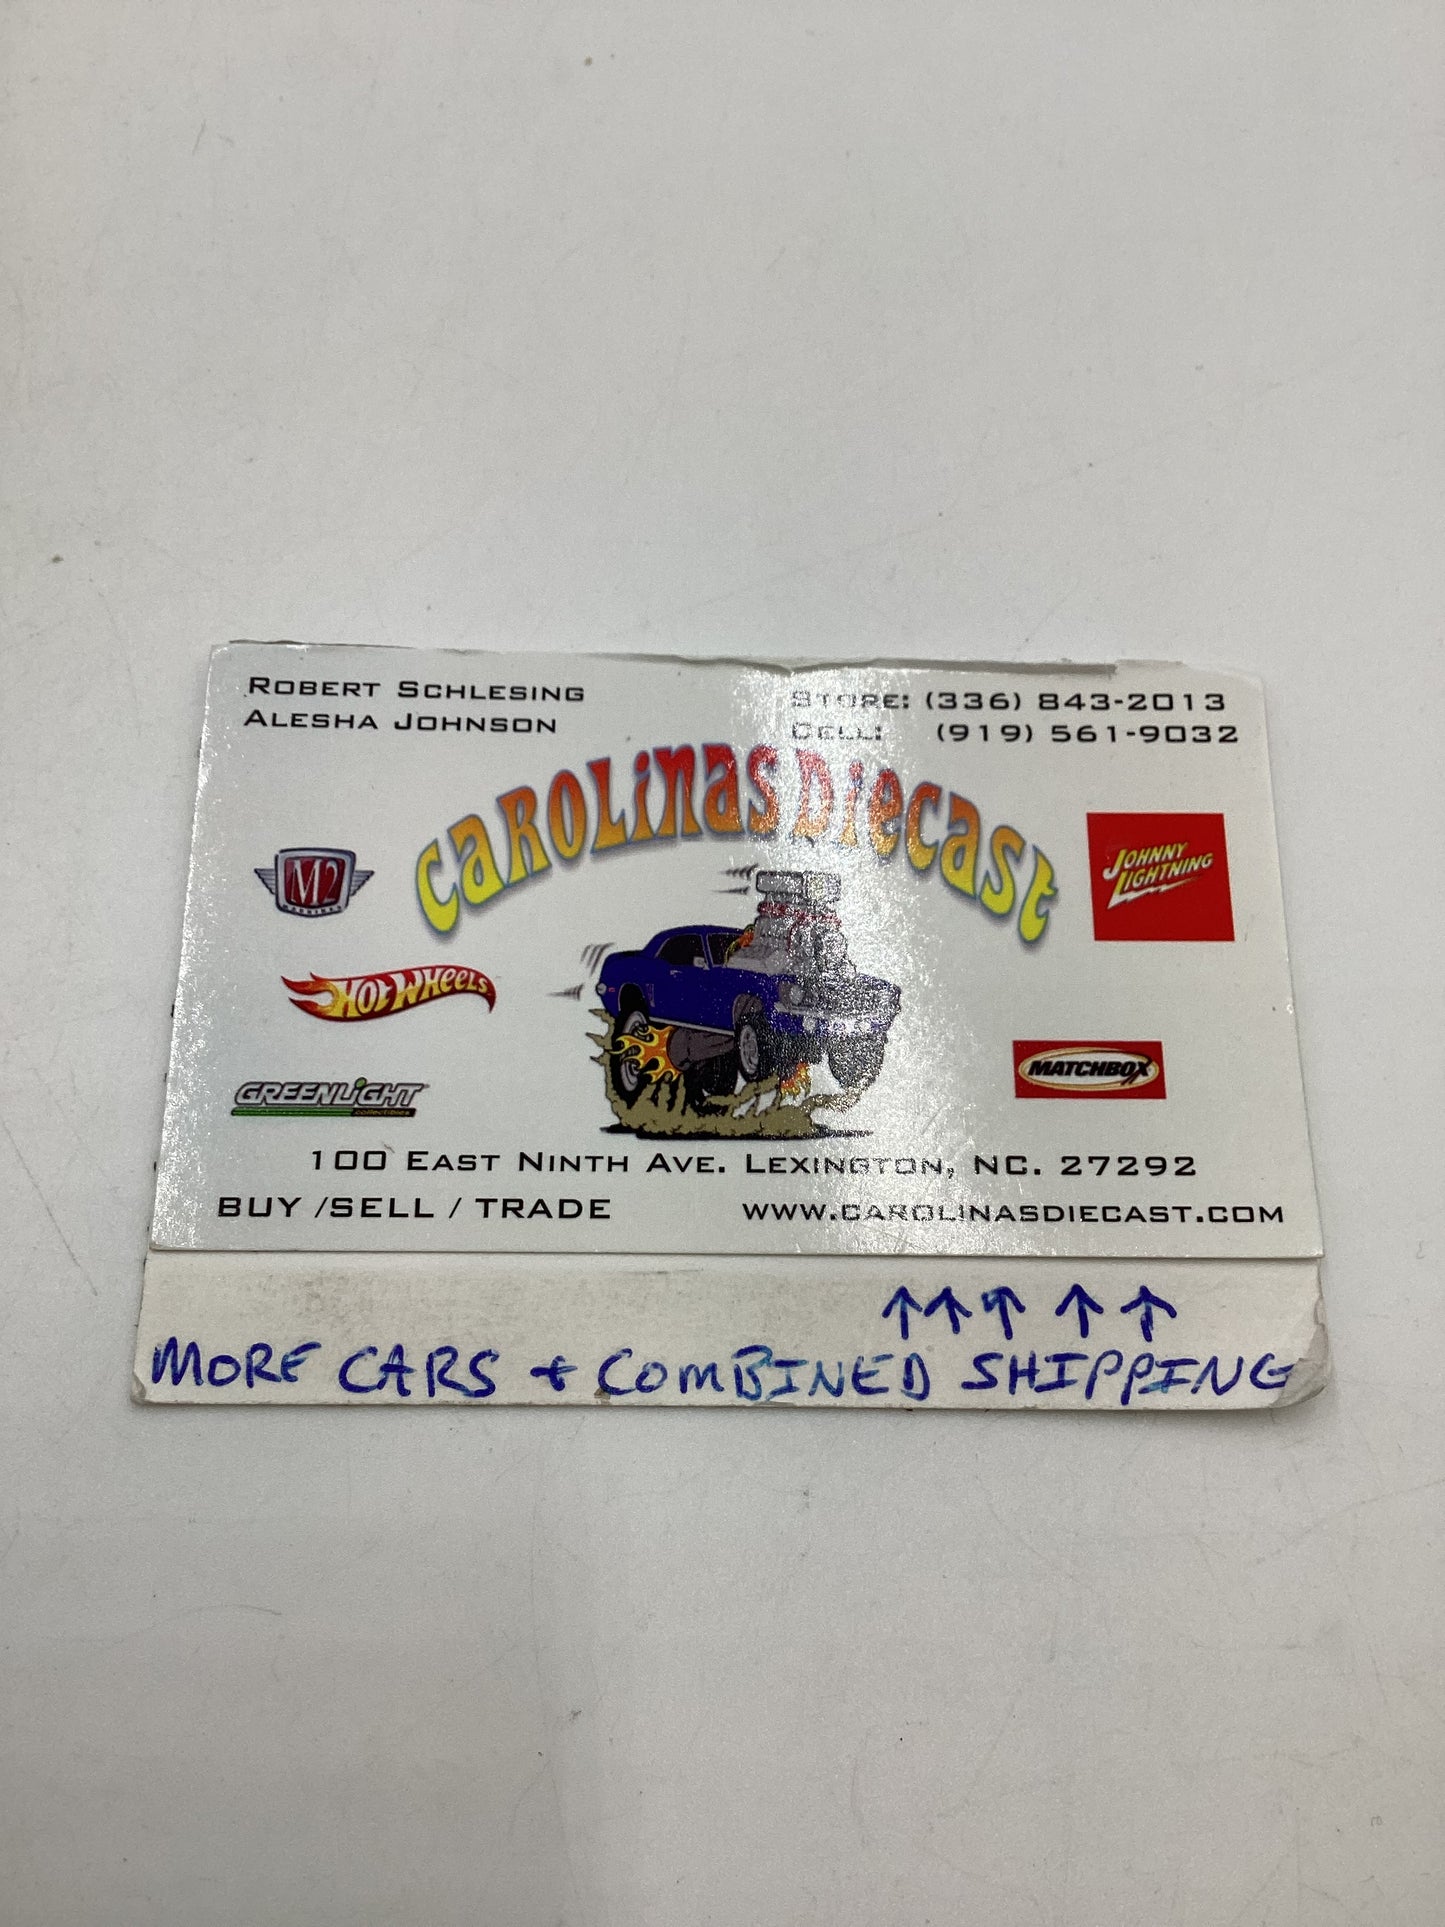 ROBERT SCHLESING
ALESHA JOHNSON
STORE: (336) 843-2013
CELL: (919) 561-9032
CAROLINAS DIECAST
M2
MACHINES
JOHNNY
LIGHTNING
HOT WHEELS
MATCHBOX
GREENLIGHT
collectibles
100 EAST NINTH AVE. LEXINGTON, NC. 27292
BUY /SELL / TRADE
WWW.CAROLINASDIECAST.COM
↑↑↑ ↑ ↑
MORE CARS + COMBINED SHIPPING